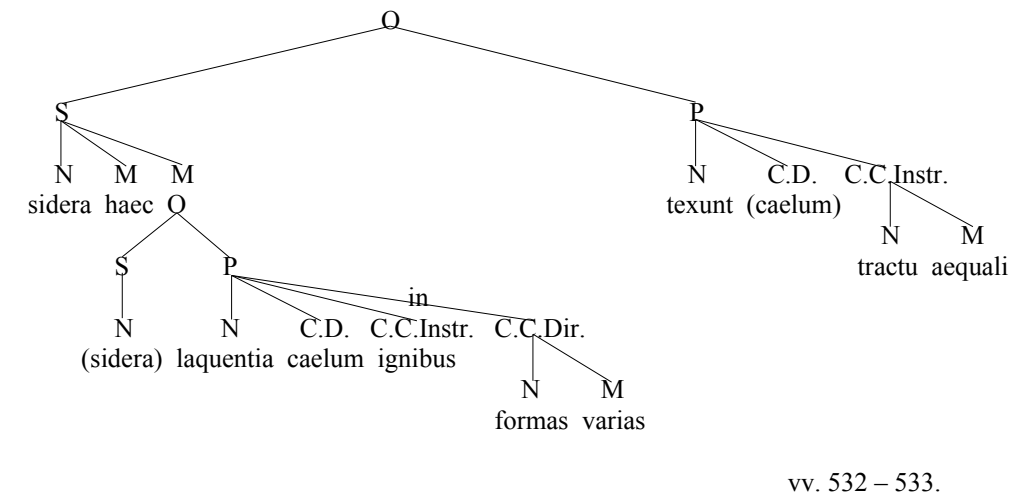 O
S P
N M M N C.D. C.C.Instr.
sidera haec O texunt (caelum)
N M
S P tractu aequali
in
N N C.D. C.C.Instr. C.C.Dir.
(sidera) laquentia caelum ignibus
N M
formas varias
vv. 532 – 533.